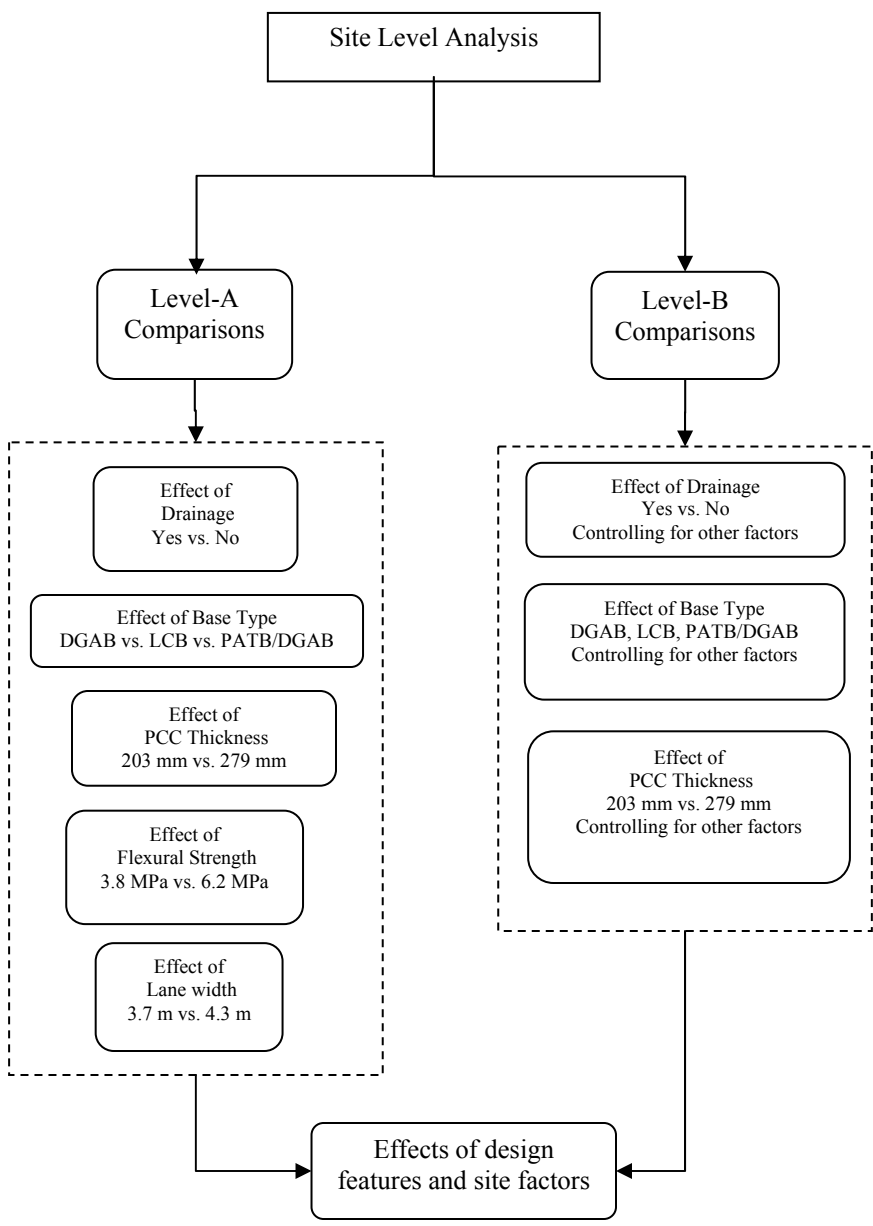 Site Level Analysis
Level-A
Comparisons
Level-B
Comparisons
Effect of
Drainage
Yes vs. No
Effect of Base Type
DGAB vs. LCB vs. PATB/DGAB
Effect of
PCC Thickness
203 mm vs. 279 mm
Effect of
Flexural Strength
3.8 MPa vs. 6.2 MPa
Effect of
Lane width
3.7 m vs. 4.3 m
Effect of Drainage
Yes vs. No
Controlling for other factors
Effect of Base Type
DGAB, LCB, PATB/DGAB
Controlling for other factors
Effect of
PCC Thickness
203 mm vs. 279 mm
Controlling for other factors
Effects of design
features and site factors